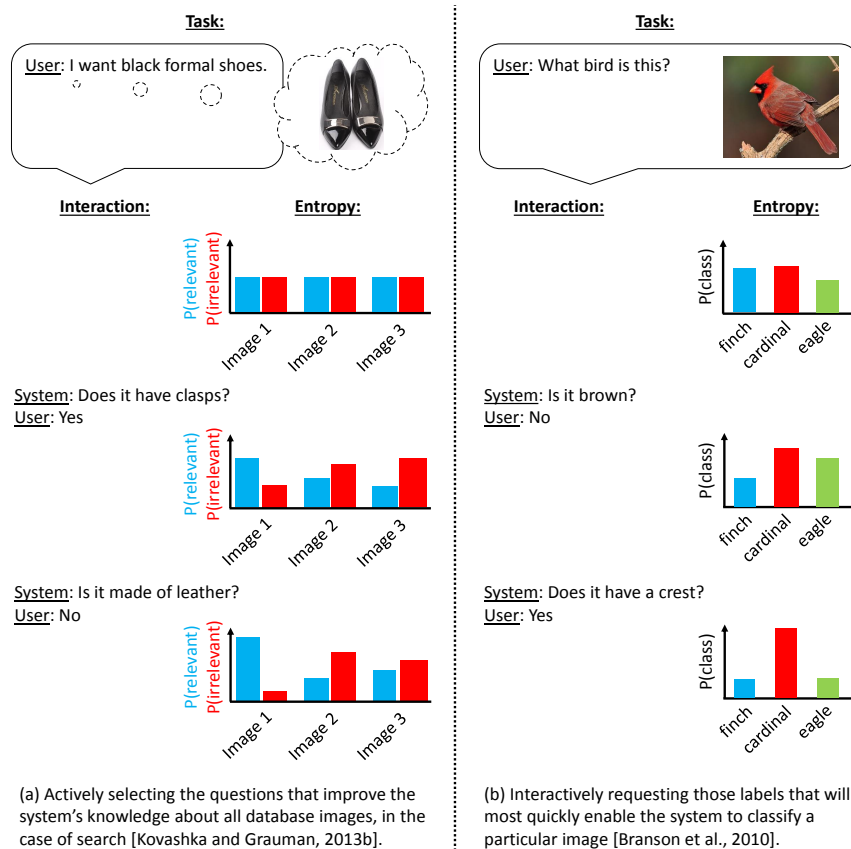 Task:
User: I want black formal shoes.
Interaction:
Entropy:
P(relevant)
P(irrelevant)
Image 1
Image 2
Image 3
System: Does it have clasps?
User: Yes
P(relevant)
P(irrelevant)
Image 1
Image 2
Image 3
System: Is it made of leather?
User: No
P(relevant)
P(irrelevant)
Image 1
Image 2
Image 3
(a) Actively selecting the questions that improve the
system's knowledge about all database images, in the
case of search [Kovashka and Grauman, 2013b].
Task:
User: What bird is this?
Interaction:
Entropy:
P(class)
finch
cardinal
eagle
System: Is it brown?
User: No
P(class)
finch
cardinal
eagle
System: Does it have a crest?
User: Yes
P(class)
finch
cardinal
eagle
(b) Interactively requesting those labels that will
most quickly enable the system to classify a
particular image [Branson et al., 2010].